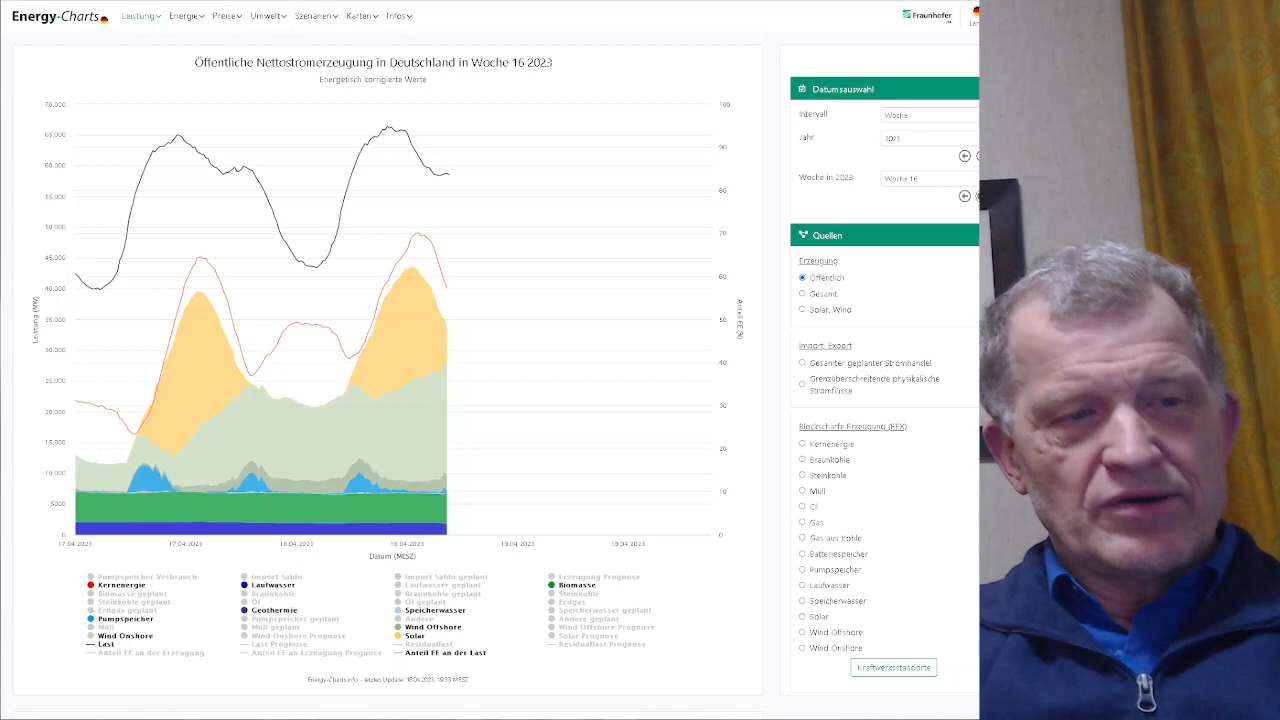 Energy-Charts Leistung Energie Preise Umwelt Szenarien Karten Infos Fraunhofer
Öffentliche Nettostromerzeugung in Deutschland in Woche 16 2023
Energetisch korrigierte Werte
70.000
65.000
60.000
55.000
50.000
45.000
40.000
35.000
30.000
25.000
20.000
15.000
10.000
5000
0
Leistung (MW)
100
90
80
70
60
50
40
30
20
10
0
Anteil EE (%)
17.04.2023 17.04.2023 18.04.2023 18.04.2023 19.04.2023 19.04.2023
Datum (MESZ)
Pumpspeicher Verbrauch Import Saldo Import Saldo geplant Erzeugung Prognose
Kernenergie Laufwasser Laufwasser geplant Biomasse
Biomasse geplant Braunkohle Braunkohle geplant Steinkohle
Steinkohle geplant Öl Öl geplant Erdgas
Erdgas geplant Geothermie Speicherwasser Speicherwasser geplant
Pumpspeicher Pumpspeicher geplant Andere Andere geplant
Müll Müll geplant Wind Offshore Wind Offshore Prognose
Wind Onshore Wind Onshore Prognose Solar Solar Prognose
Last Last Prognose Residuallast Residuallast Prognose
Anteil EE an der Erzeugung Anteil EE an Erzeugung Prognose Anteil EE an der Last
Energy-Charts.info - letztes Update: 18.04.2023, 19:33 MESZ
Datumsauswahl
Intervall Woche
Jahr 2023
Woche in 2023 Woche 16
Quellen
Erzeugung
Öffentlich
Gesamt
Solar, Wind
Import, Export
Gesamter geplanter Stromhandel
Grenzüberschreitende physikalische
Stromflüsse
Blockscharfe Erzeugung (EEX)
Kernenergie
Braunkohle
Steinkohle
Müll
Öl
Gas
Gas aus Kohle
Batteriespeicher
Pumpspeicher
Laufwasser
Speicherwasser
Solar
Wind Offshore
Wind Onshore
Kraftwerksstandorte